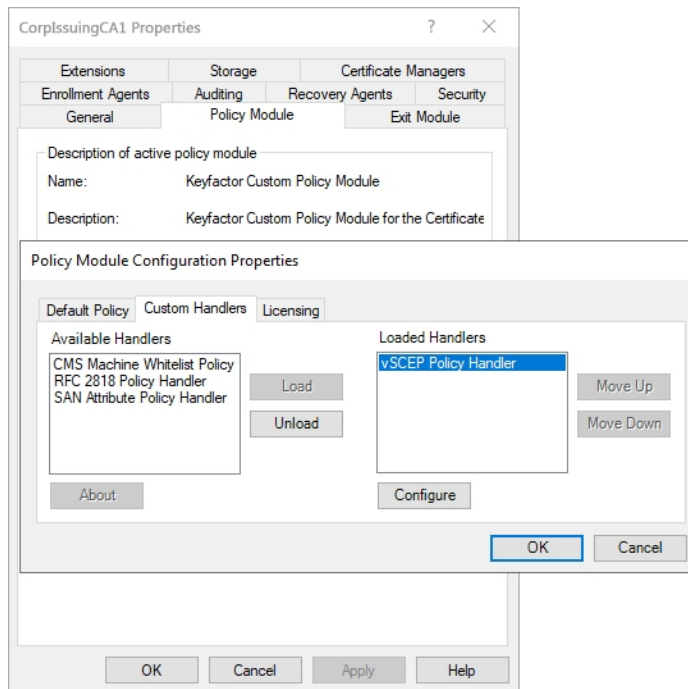 CorpIssuingCA1 Properties
?
Extensions Storage Certificate Managers
Enrollment Agents Auditing Recovery Agents Security
General Policy Module Exit Module
Description of active policy module
Name: Keyfactor Custom Policy Module
Description: Keyfactor Custom Policy Module for the Certificate
Policy Module Configuration Properties
Default Policy Custom Handlers Licensing
Available Handlers Loaded Handlers
CMS Machine Whitelist Policy vSCEP Policy Handler
RFC 2818 Policy Handler
SAN Attribute Policy Handler
Load Move Up
Unload Move Down
About Configure
OK Cancel
OK Cancel Apply Help